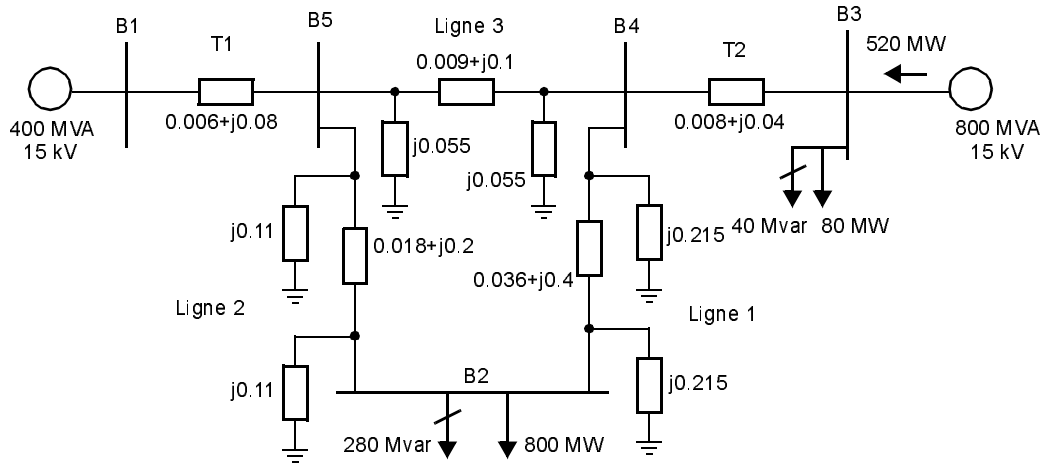 B1
T1
B5
Ligne 3
0.009+j0.1
B4
T2
B3
520 MW
400 MVA
15 kV
0.006+j0.08
j0.055
j0.055
0.008+j0.04
800 MVA
15 kV
j0.11
0.018+j0.2
0.036+j0.4
j0.215
40 Mvar
80 MW
Ligne 2
Ligne 1
j0.11
B2
j0.215
280 Mvar
800 MW